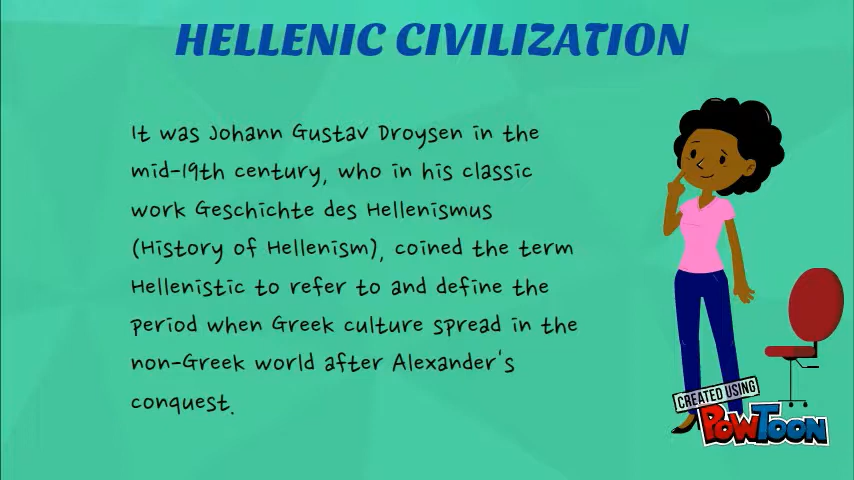 HELLENIC CIVILIZATION
It was Johann Gustav Droysen in the
mid-19th century, who in his classic
work Geschichte des Hellenismus
(History of Hellenism), coined the term
Hellenistic to refer to and define the
period when Greek culture spread in the
non-Greek world after Alexander's
conquest.
CREATED USING
POWTOON